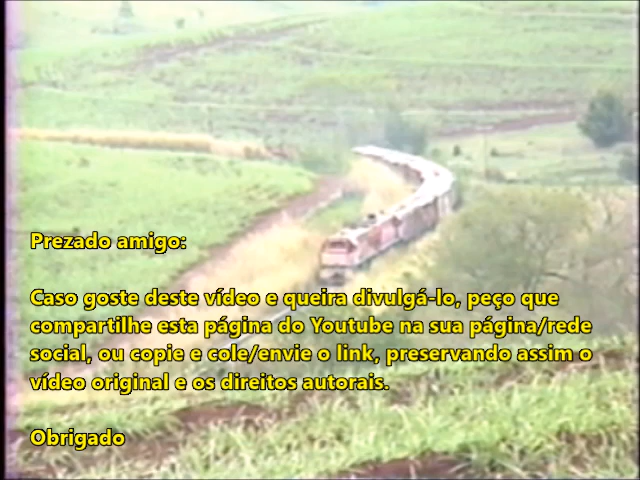 Prezado amigo:
Caso goste deste vídeo e queira divulgá-lo, peço que
compartilhe esta página do Youtube na sua página/rede
social, ou copie e cole/envie o link, preservando assim o
vídeo original e os direitos autorais.
Obrigado